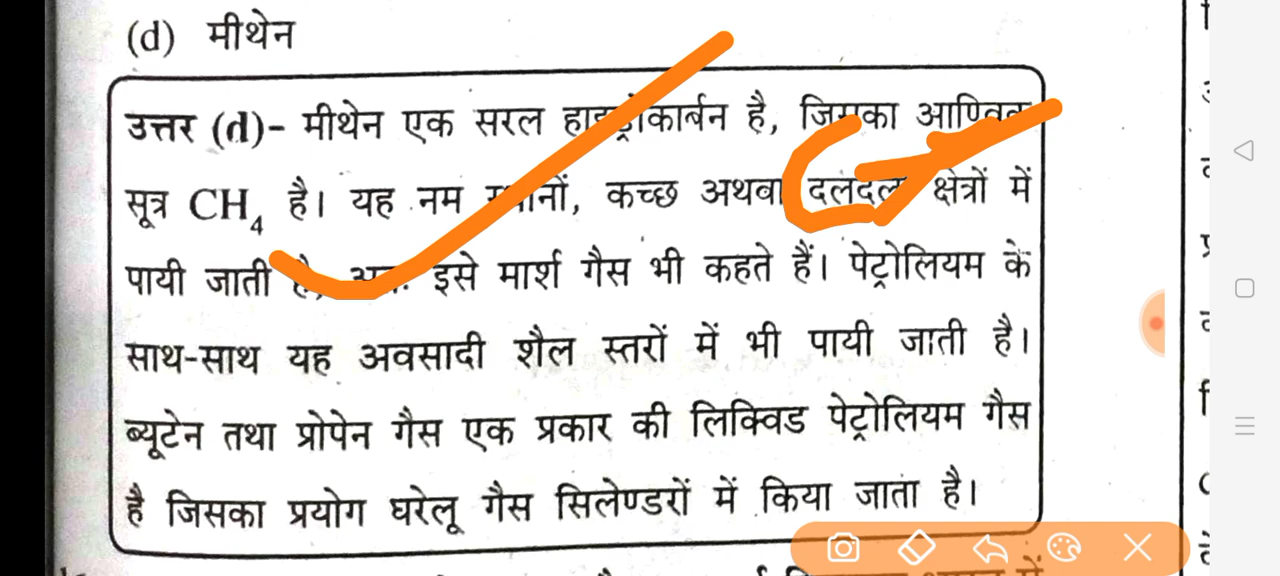 (d) मीथेन
उत्तर (d)- मीथेन एक सरल हाइड्रोकार्बन है, जिसका आण्विक
सूत्र CH₄ है। यह नम स्थानों, कच्छ अथवा दलदल क्षेत्रों में
पायी जाती है, अतः इसे मार्श गैस भी कहते हैं। पेट्रोलियम के
साथ-साथ यह अवसादी शैल स्तरों में भी पायी जाती है।
ब्यूटेन तथा प्रोपेन गैस एक प्रकार की लिक्विड पेट्रोलियम गैस
है जिसका प्रयोग घरेलू गैस सिलेण्डरों में किया जाता है।